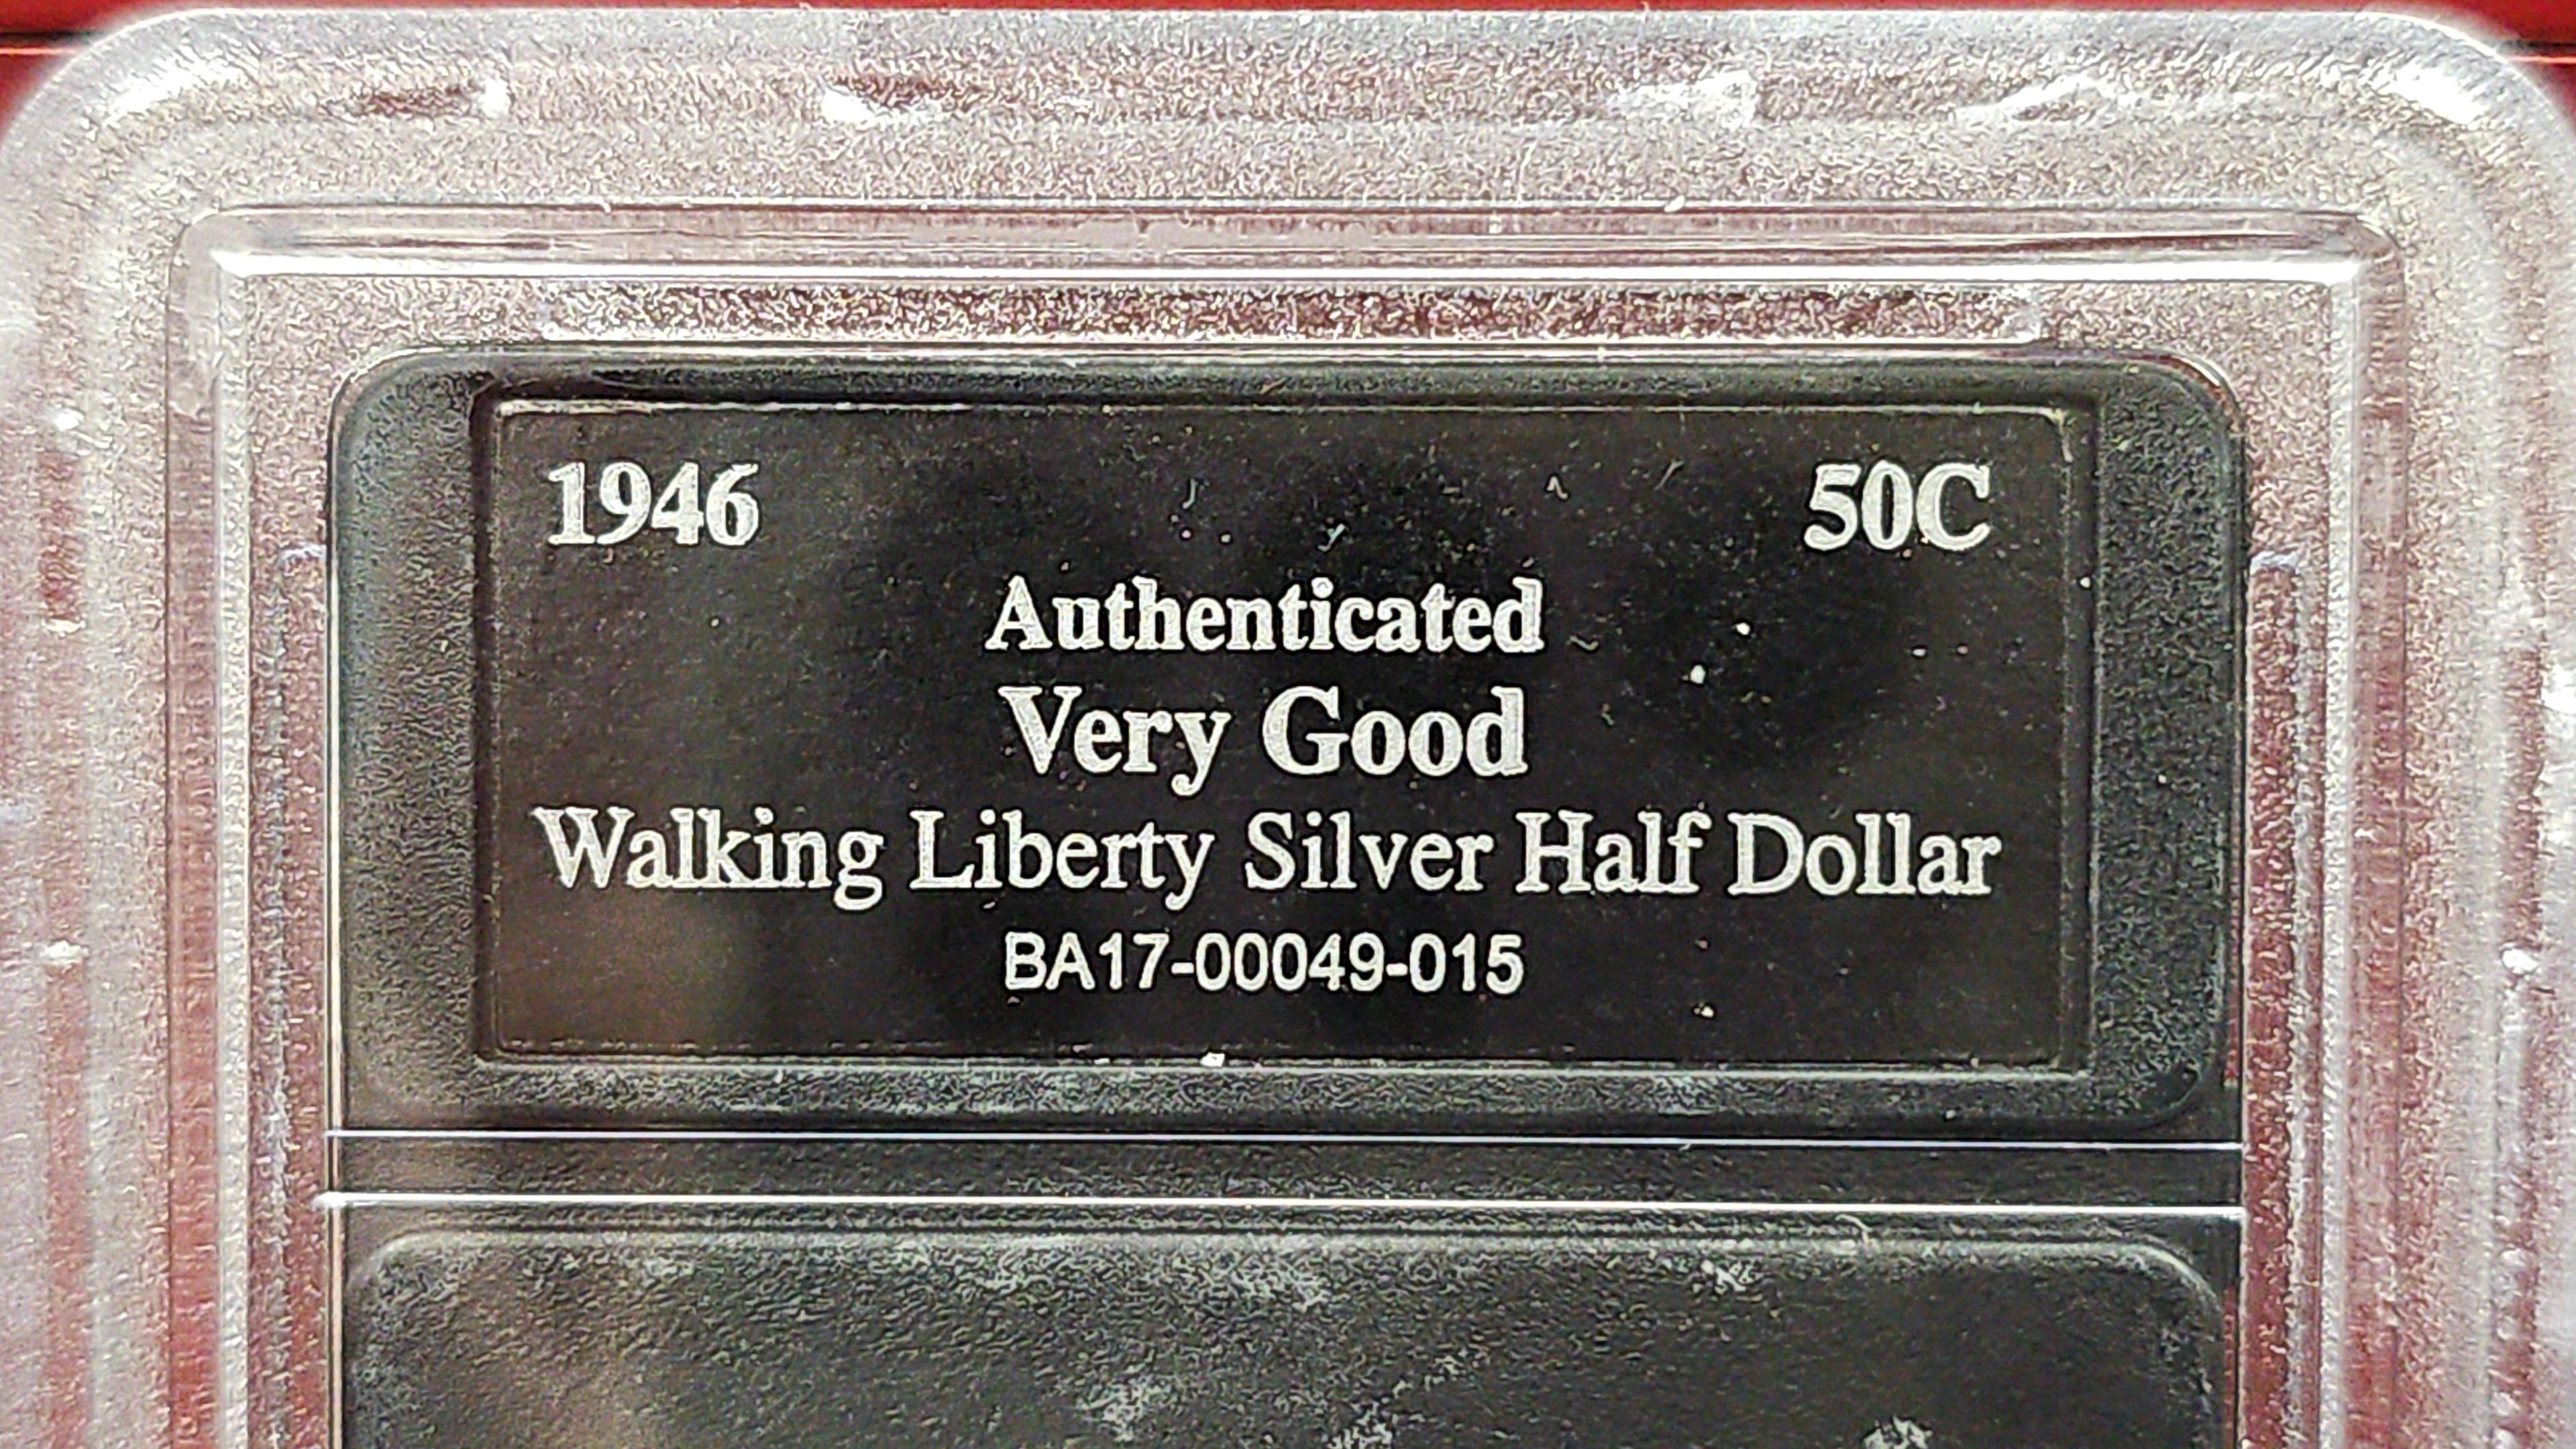 1946 50C
Authenticated
Very Good
Walking Liberty Silver Half Dollar
BA17-00049-015